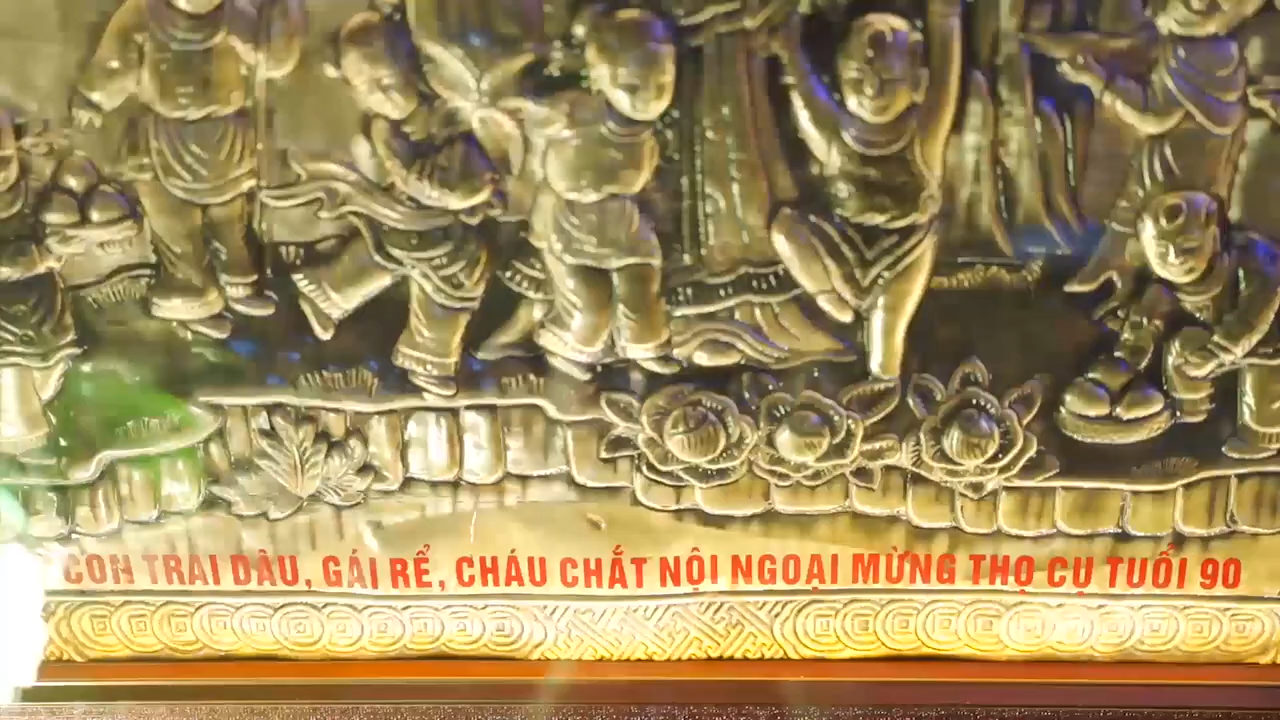 CON TRAI DÂU, GÁI RỂ, CHÁU CHẮT NỘI NGOẠI MỪNG THỌ CỤ TUỔI 90